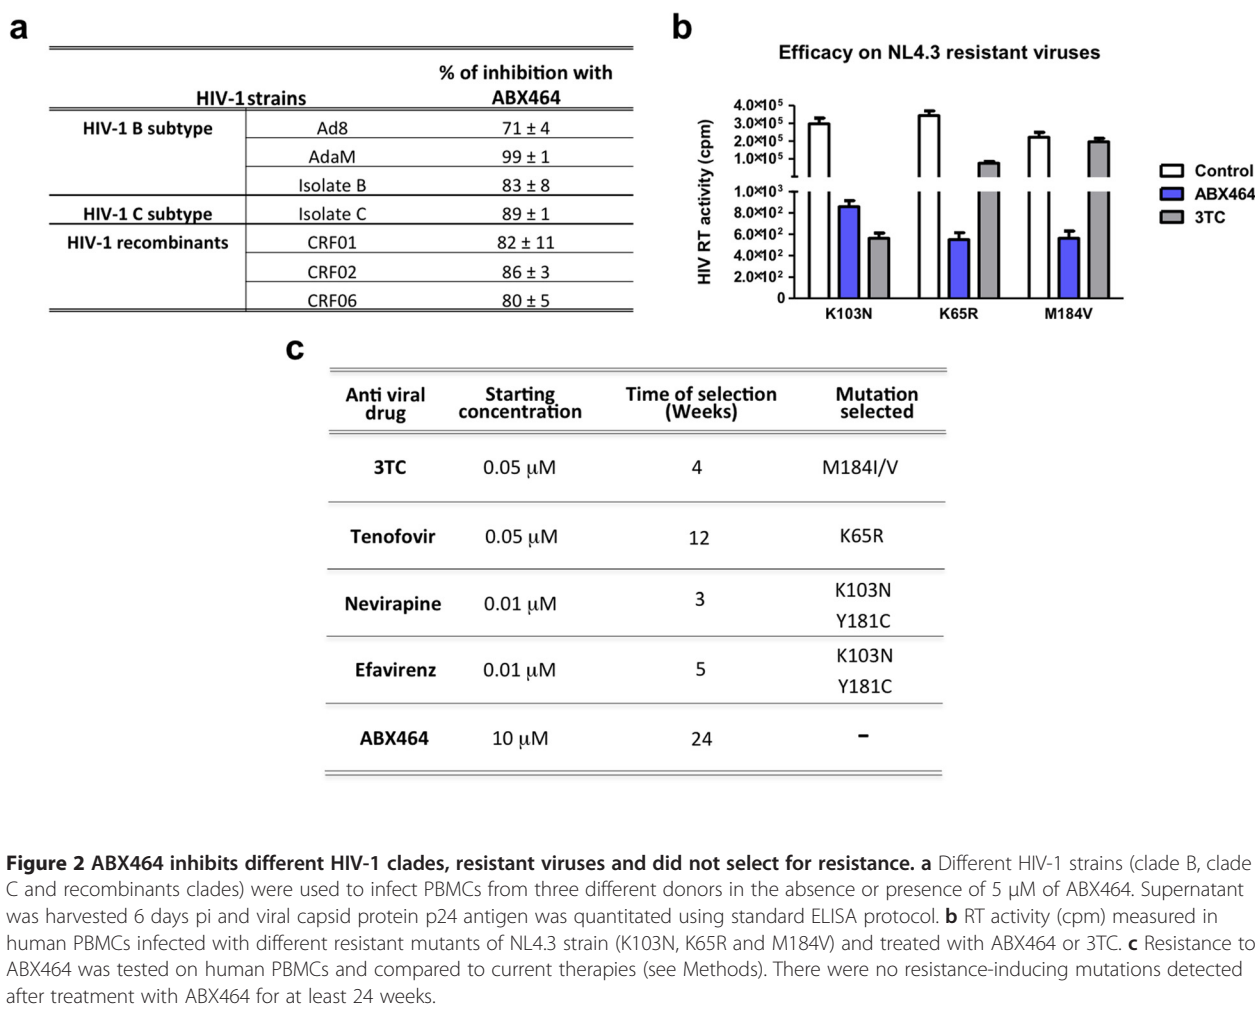 a
HIV-1 strains % of inhibition with ABX464
HIV-1 B subtype Ad8 71 ± 4
AdaM 99 ± 1
Isolate B 83 ± 8
HIV-1 C subtype Isolate C 89 ± 1
HIV-1 recombinants CRF01 82 ± 11
CRF02 86 ± 3
CRF06 80 ± 5
b
Efficacy on NL4.3 resistant viruses
HIV RT activity (cpm)
4.0×10⁵
3.0×10⁵
2.0×10⁵
1.0×10⁵
1.0×10³
8.0×10²
6.0×10²
4.0×10²
2.0×10²
0
K103N K65R M184V
Control
ABX464
3TC
c
Anti viral drug Starting concentration Time of selection (Weeks) Mutation selected
3TC 0.05 µM 4 M184I/V
Tenofovir 0.05 µM 12 K65R
Nevirapine 0.01 µM 3 K103N Y181C
Efavirenz 0.01 µM 5 K103N Y181C
ABX464 10 µM 24 –
Figure 2 ABX464 inhibits different HIV-1 clades, resistant viruses and did not select for resistance. a Different HIV-1 strains (clade B, clade
C and recombinants clades) were used to infect PBMCs from three different donors in the absence or presence of 5 µM of ABX464. Supernatant
was harvested 6 days pi and viral capsid protein p24 antigen was quantitated using standard ELISA protocol. b RT activity (cpm) measured in
human PBMCs infected with different resistant mutants of NL4.3 strain (K103N, K65R and M184V) and treated with ABX464 or 3TC. c Resistance to
ABX464 was tested on human PBMCs and compared to current therapies (see Methods). There were no resistance-inducing mutations detected
after treatment with ABX464 for at least 24 weeks.